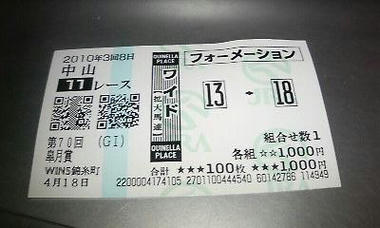 2010年3回8日
中山
11レース
第70回 (GI)
皐月賞
WINS錦糸町
4月18日
QUINELLA PLACE
ワイド
(拡大馬連)
QUINELLA PLACE
フォーメーション
13 - 18
組合せ数1
各組 ☆☆1,000円
合計 ★★★100枚 ★★★1,000円
2200004174105 2701100444540 60142786 114949